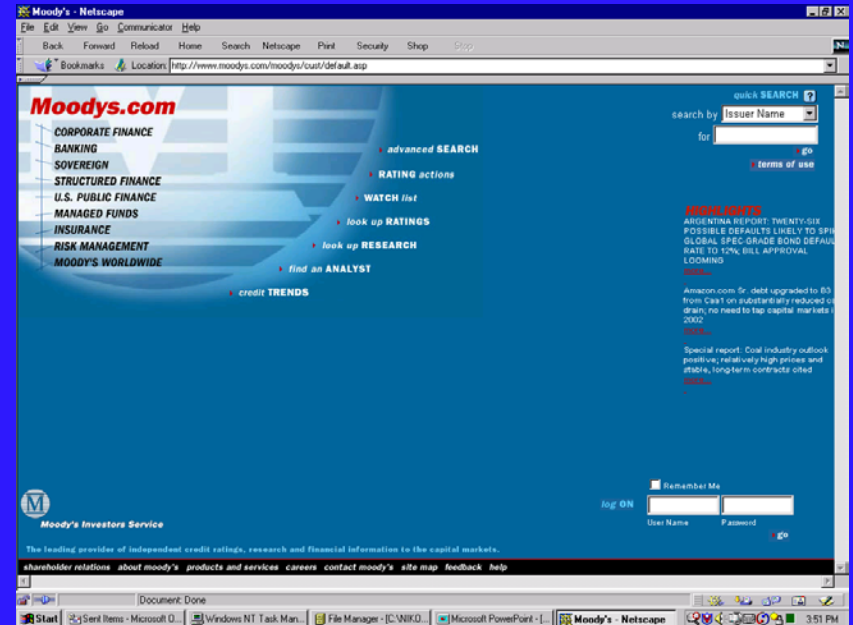 Moody's - Netscape
File Edit View Go Communicator Help
Back Forward Reload Home Search Netscape Print Security Shop Stop
Bookmarks Location: http://www.moodys.com/moodys/cust/default.asp
Moodys.com
CORPORATE FINANCE
BANKING
SOVEREIGN
STRUCTURED FINANCE
U.S. PUBLIC FINANCE
MANAGED FUNDS
INSURANCE
RISK MANAGEMENT
MOODY'S WORLDWIDE
advanced SEARCH
RATING actions
WATCH list
look up RATINGS
look up RESEARCH
find an ANALYST
credit TRENDS
quick SEARCH ?
search by Issuer Name
for
go
terms of use
HIGHLIGHTS
ARGENTINA REPORT: TWENTY-SIX
POSSIBLE DEFAULTS LIKELY TO SPI
GLOBAL SPEC-GRADE BOND DEFAUL
RATE TO 12%; BILL APPROVAL
LOOMING
more...
Amazon.com Sr. debt upgraded to B3
from Caa1 on substantially reduced c
drain; no need to tap capital markets i
2002
more...
Special report: Coal industry outlook
positive; relatively high prices and
stable, long-term contracts cited
more...
Remember Me
log ON
User Name Password
go
M
Moody's Investors Service
The leading provider of independent credit ratings, research and financial information to the capital markets.
shareholder relations about moody's products and services careers contact moody's site map feedback help
Document: Done
Start Sent Items - Microsoft O... Windows NT Task Man... File Manager - [C:\NIKO... Microsoft PowerPoint - [... Moody's - Netscape 3:51 PM